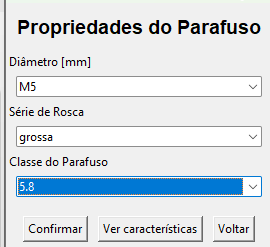 Propriedades do Parafuso
Diâmetro [mm]
M5
Série de Rosca
grossa
Classe do Parafuso
5.8
Confirmar Ver características Voltar